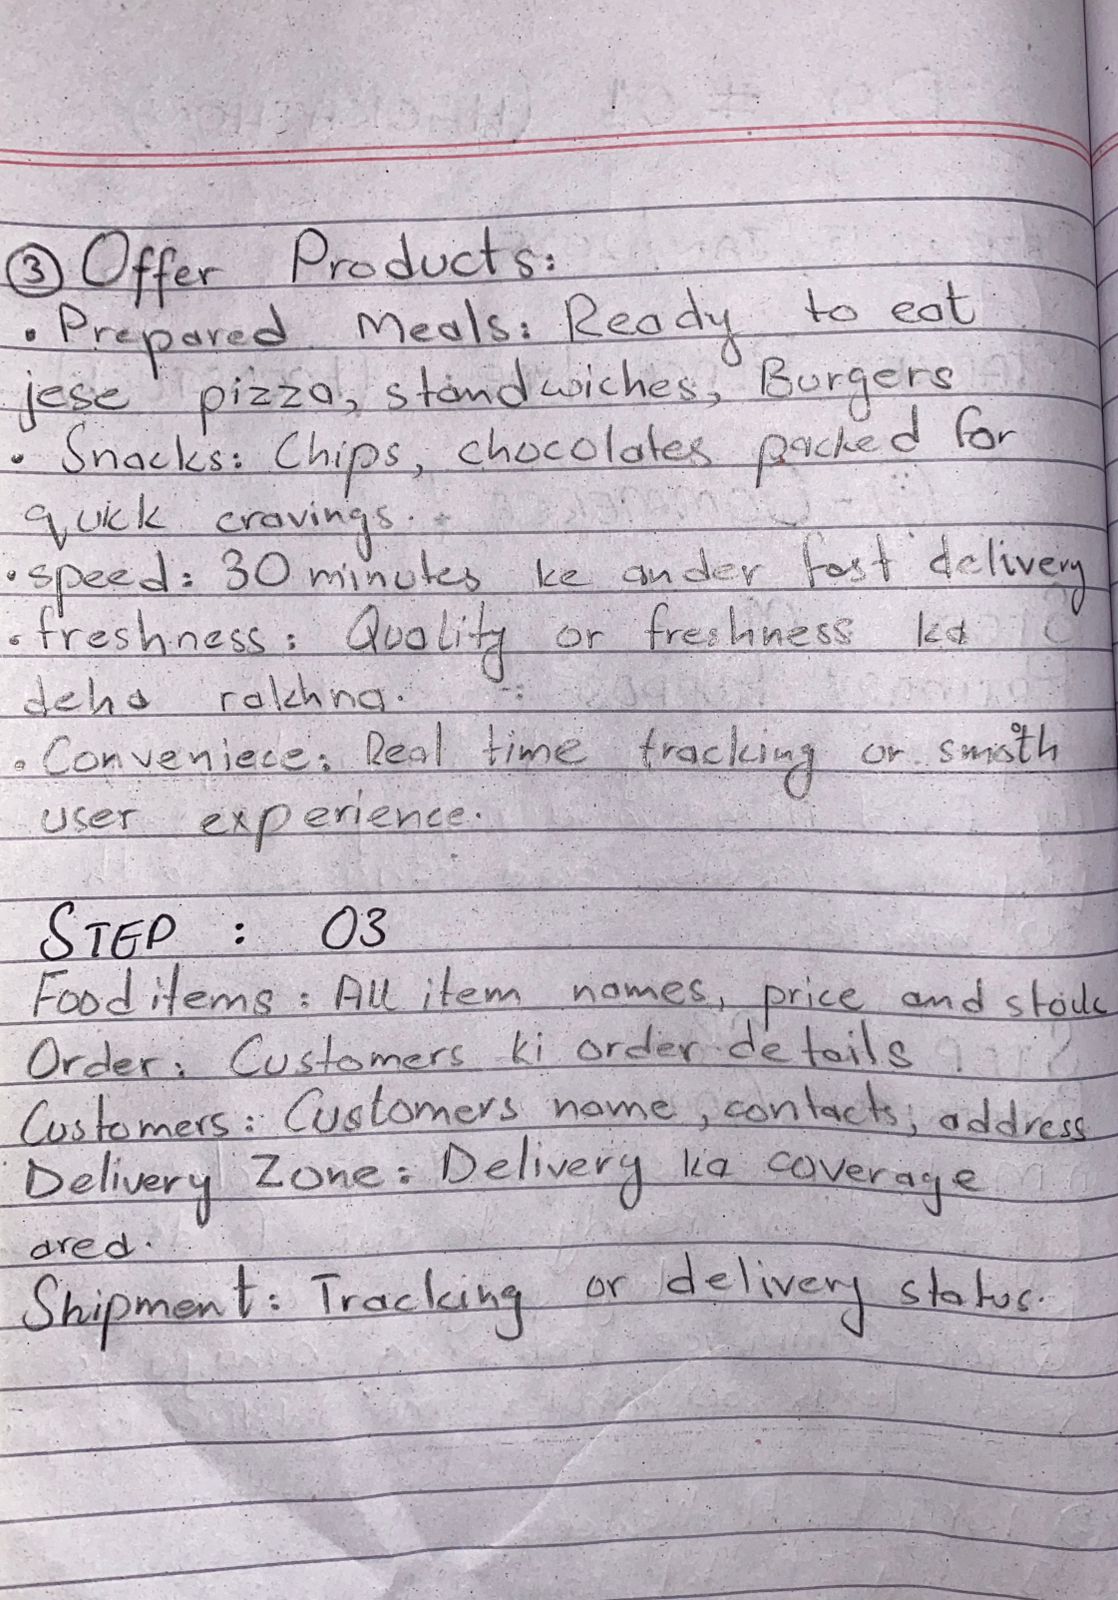 ③ Offer Products:
• Prepared Meals: Ready to eat
jese pizza, standwiches, Burgers
• Snacks: Chips, chocolates packed for
quick cravings.
• speed: 30 minutes ke ander fast delivery
• freshness: Quality or freshness ka
deha rakhna.
• Conveniece: Real time tracking or smooth
user experience.
STEP : 03
Food items: All item names, price and stock
Order: Customers ki order details
Customers: Customers name, contacts, address
Delivery Zone: Delivery ka coverage
area.
Shipment: Tracking or delivery status.